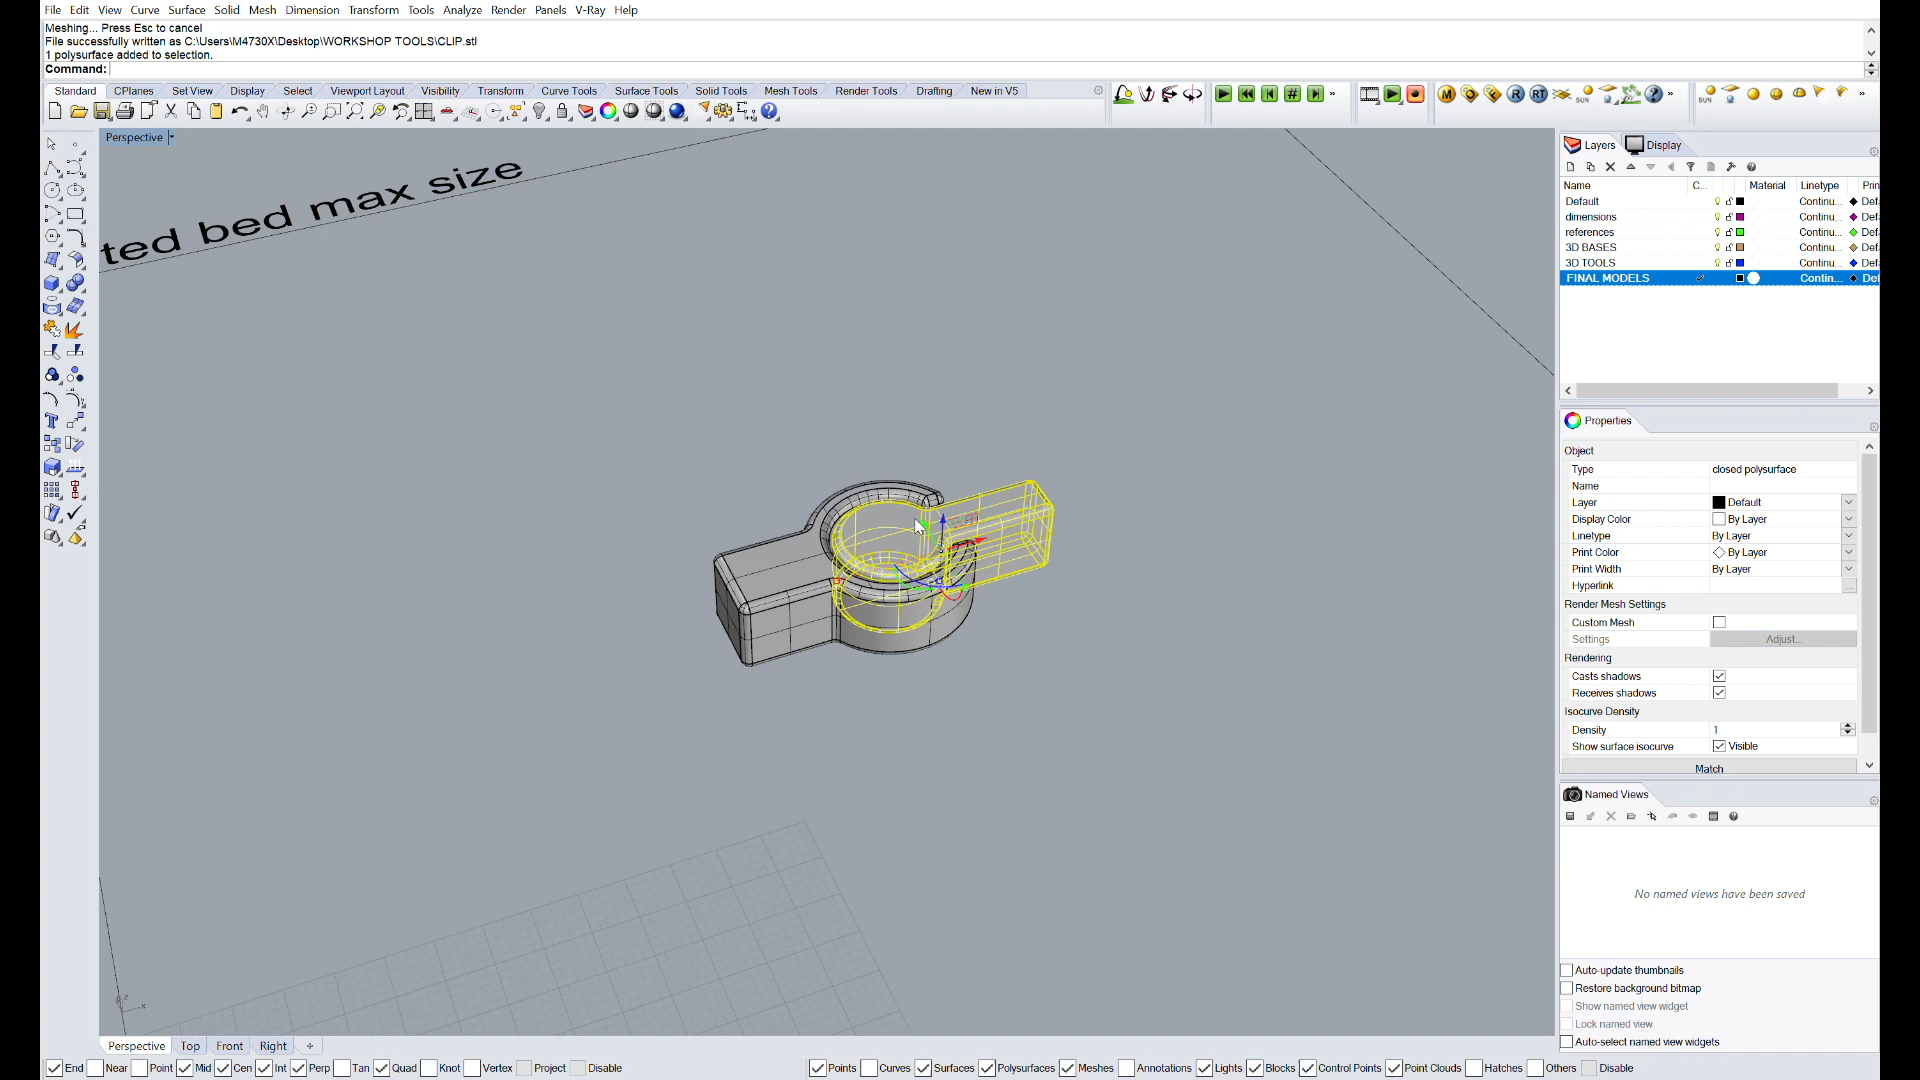 File Edit View Curve Surface Solid Mesh Dimension Transform Tools Analyze Render Panels V-Ray Help
Meshing... Press Esc to cancel
File successfully written as C:\Users\M4730X\Desktop\WORKSHOP TOOLS\CLIP.stl
1 polysurface added to selection.
Command:
Standard CPlanes Set View Display Select Viewport Layout Visibility Transform Curve Tools Surface Tools Solid Tools Mesh Tools Render Tools Drafting New in V5
Perspective
ted bed max size
Layers Display
Name C... Material Linetype Prin
Default Continu... Def
dimensions Continu... Def
references Continu... Def
3D BASES Continu... Def
3D TOOLS Continu... Def
FINAL MODELS Contin... Def
Properties
Object
Type closed polysurface
Name
Layer Default
Display Color By Layer
Linetype By Layer
Print Color By Layer
Print Width By Layer
Hyperlink ...
Render Mesh Settings
Custom Mesh
Settings Adjust...
Rendering
Casts shadows
Receives shadows
Isocurve Density
Density 1
Show surface isocurve Visible
Match
Named Views
No named views have been saved
Auto-update thumbnails
Restore background bitmap
Show named view widget
Lock named view
Auto-select named view widgets
Perspective Top Front Right
End Near Point Mid Cen Int Perp Tan Quad Knot Vertex Project Disable Points Curves Surfaces Polysurfaces Meshes Annotations Lights Blocks Control Points Point Clouds Hatches Others Disable